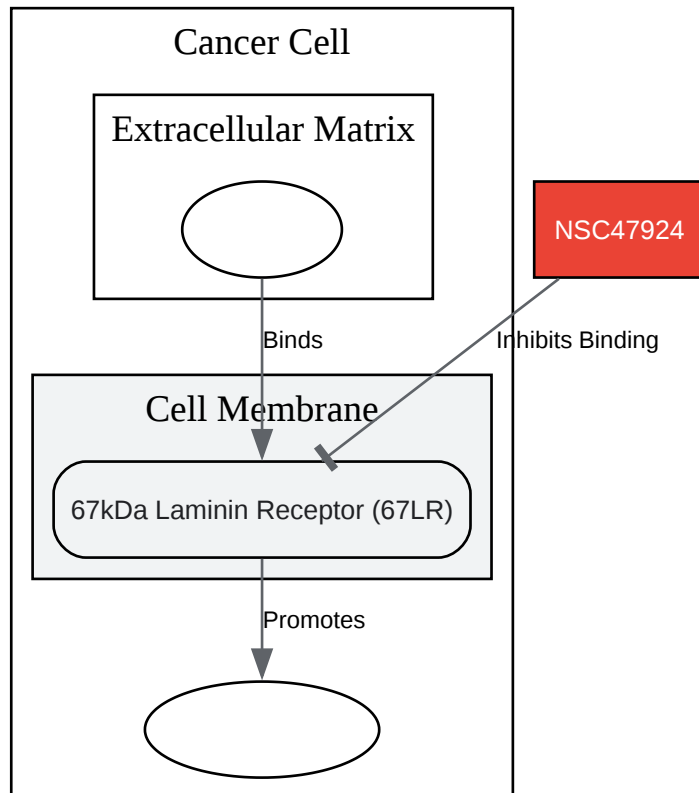 Cancer Cell
Extracellular Matrix
NSC47924
Binds
Inhibits Binding
Cell Membrane
67kDa Laminin Receptor (67LR)
Promotes